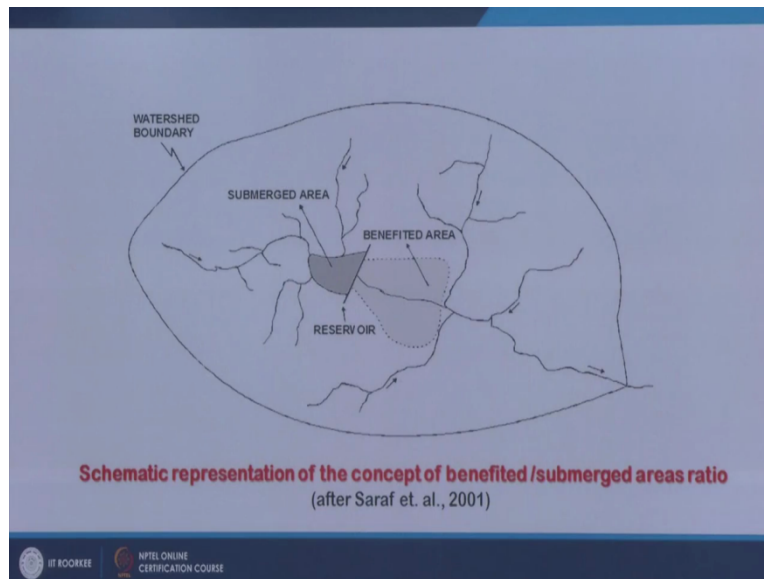 WATERSHED
BOUNDARY
SUBMERGED AREA
BENEFITED AREA
RESERVOIR
Schematic representation of the concept of benefited /submerged areas ratio
(after Saraf et. al., 2001)
IIT ROORKEE
NPTEL ONLINE
CERTIFICATION COURSE